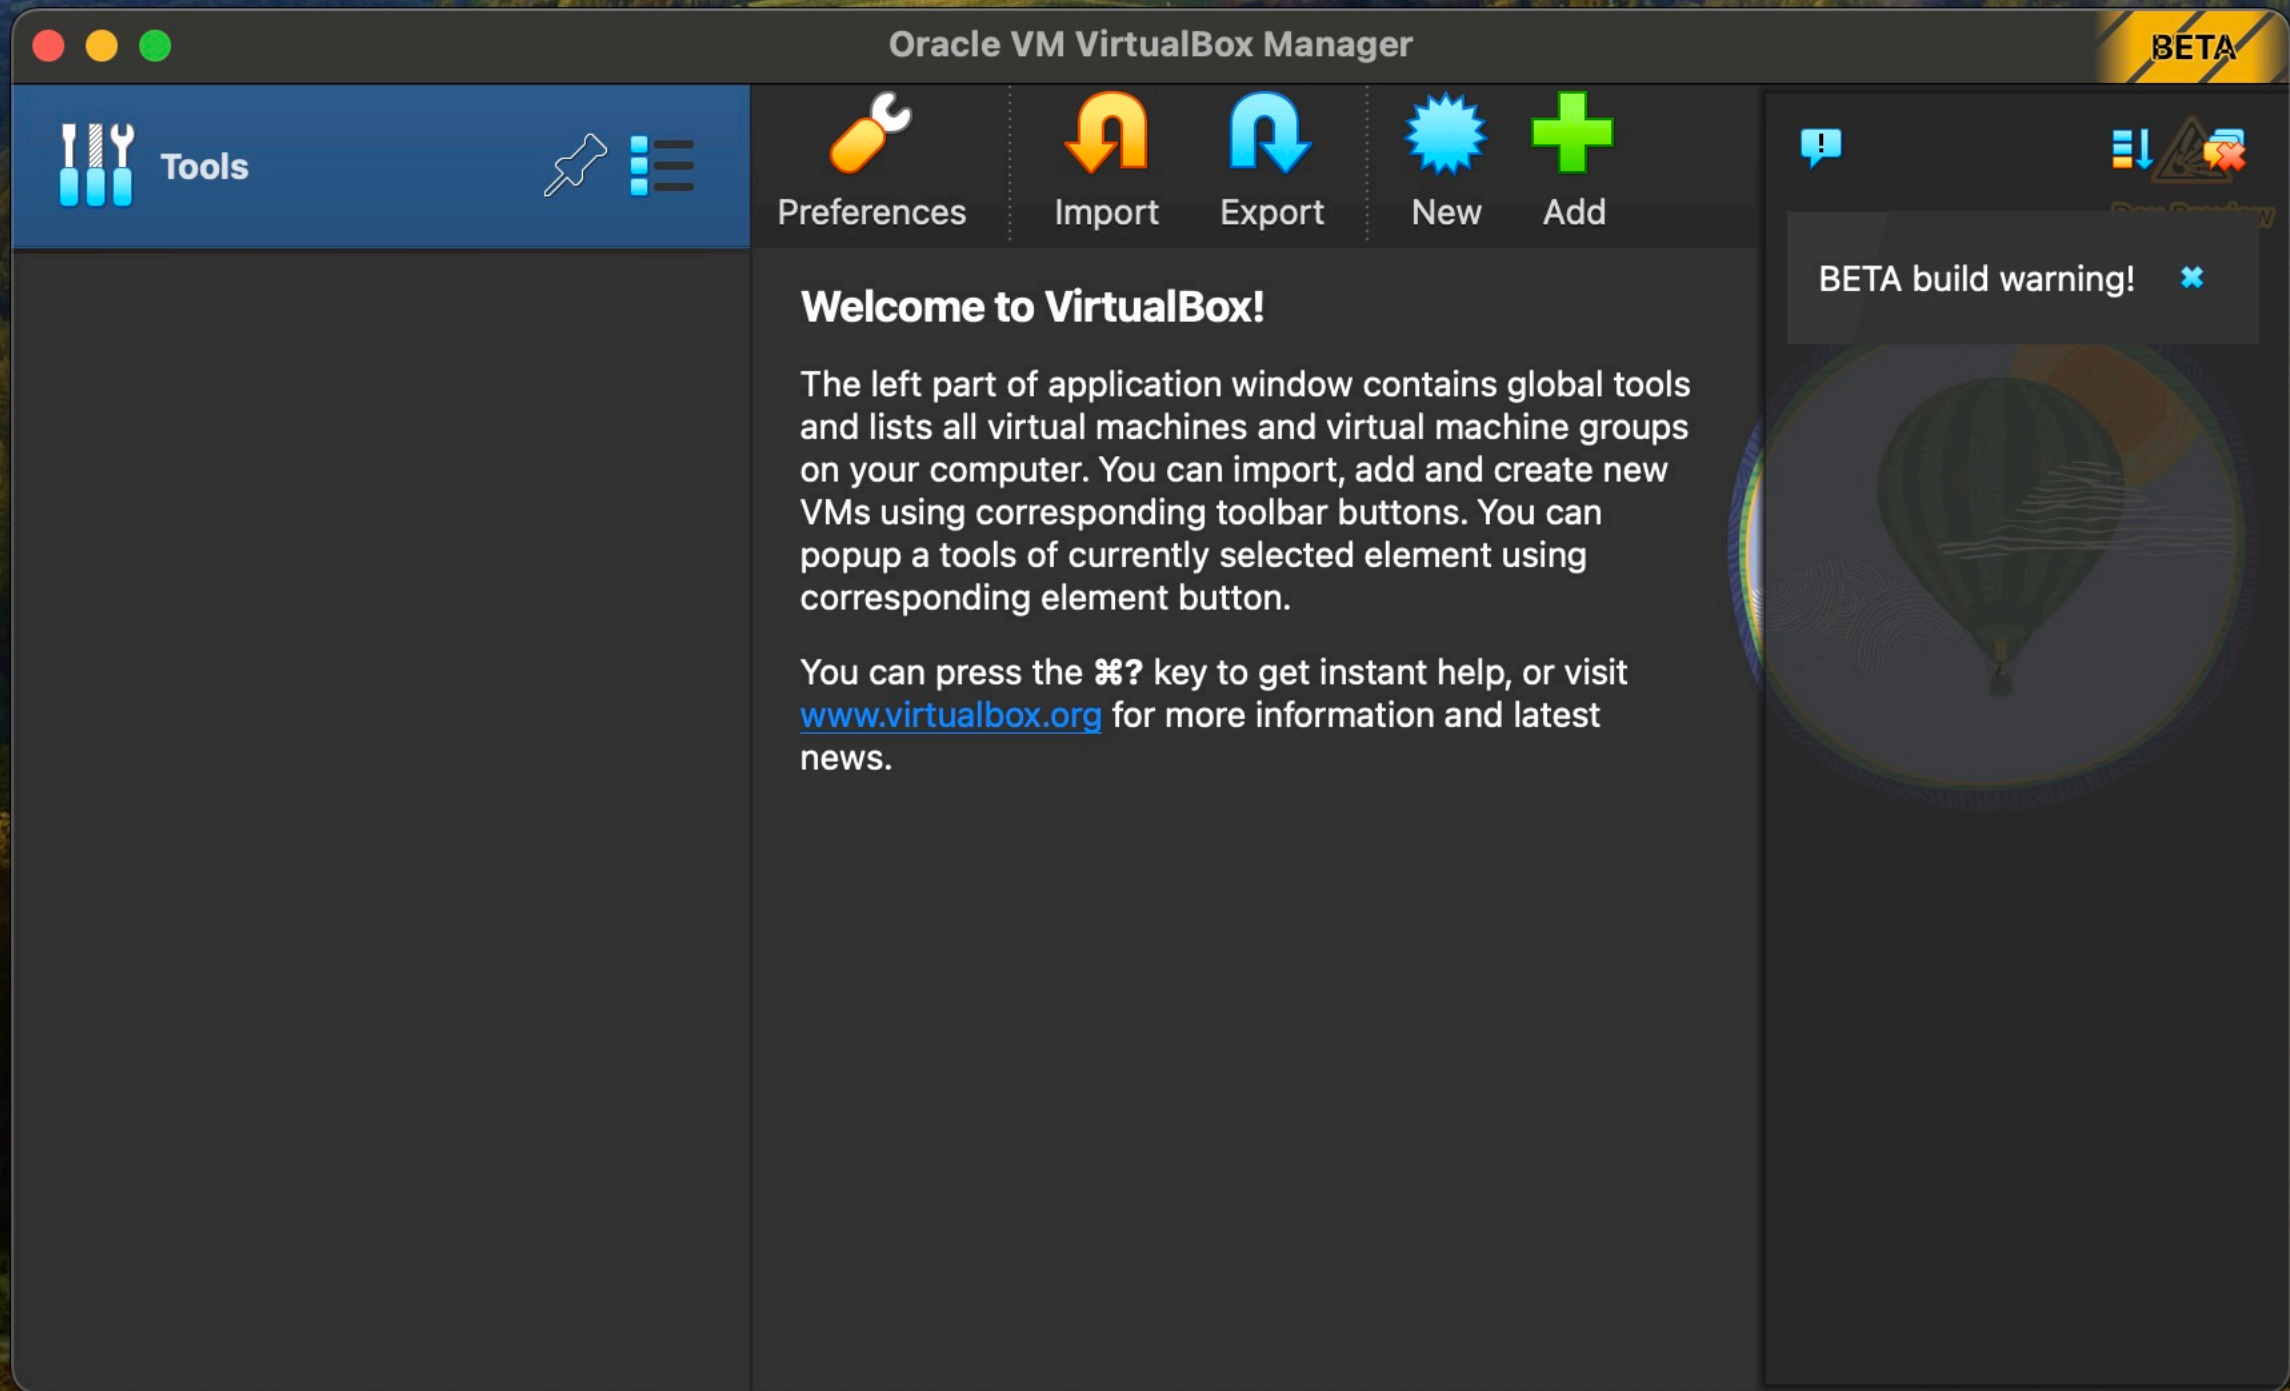 Oracle VM VirtualBox Manager
BETA
Tools
Preferences
Import
Export
New
Add
Welcome to VirtualBox!
The left part of application window contains global tools
and lists all virtual machines and virtual machine groups
on your computer. You can import, add and create new
VMs using corresponding toolbar buttons. You can
popup a tools of currently selected element using
corresponding element button.
You can press the ⌘? key to get instant help, or visit
www.virtualbox.org for more information and latest
news.
Dev Preview
BETA build warning!